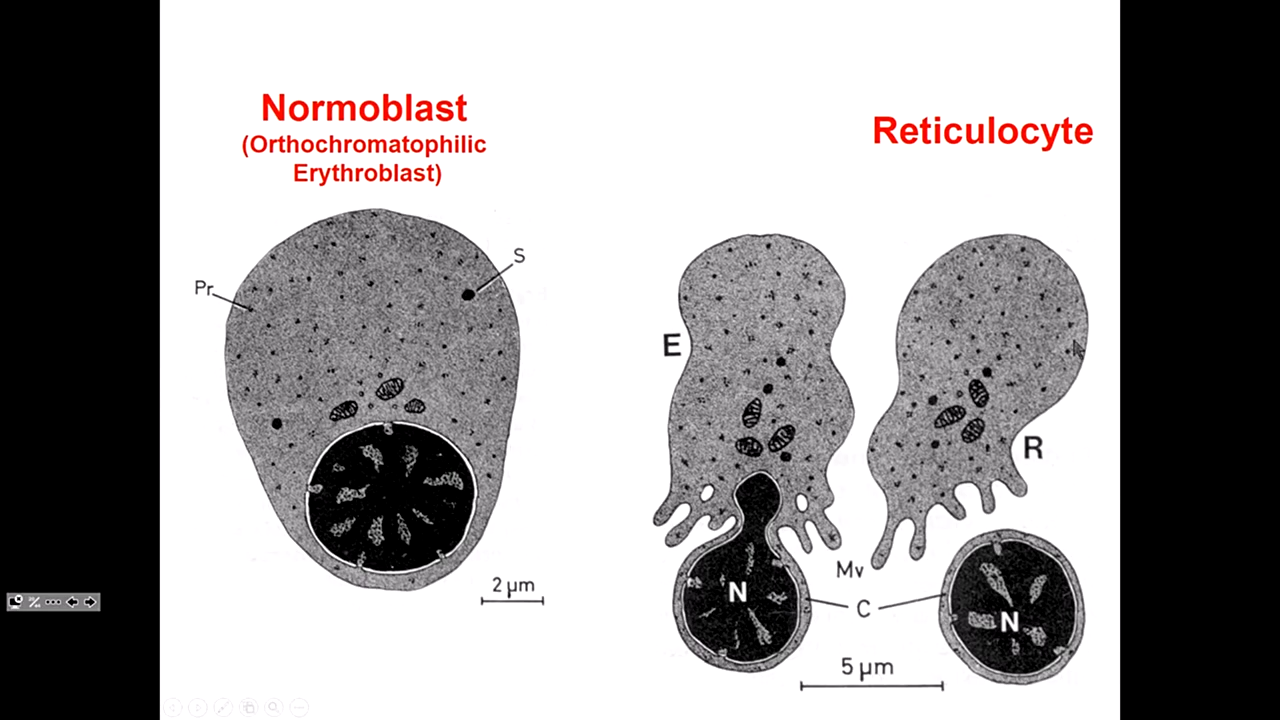 Normoblast
(Orthochromatophilic
Erythroblast)
Reticulocyte
Pr
S
E
R
Mv
N
C
N
2 µm
5 µm